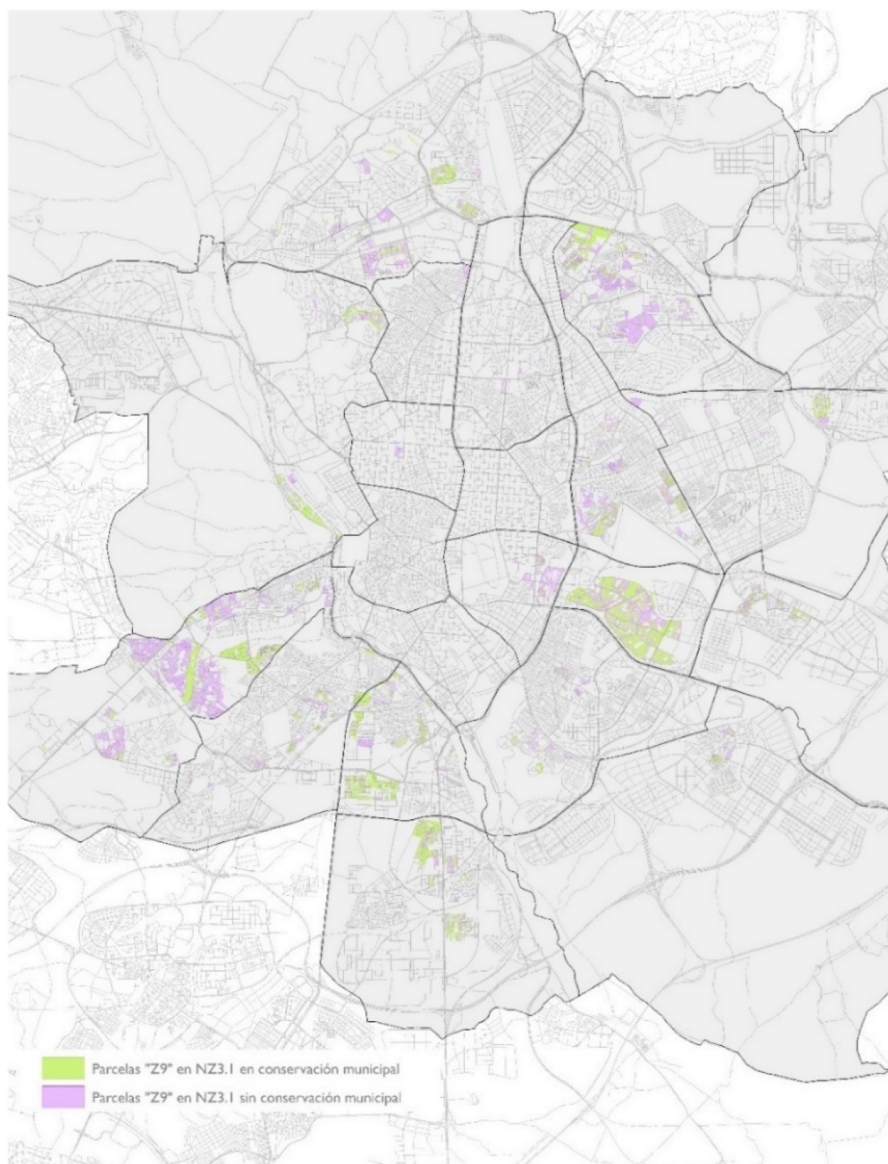 Parcelas "Z9" en NZ3.1 en conservación municipal
Parcelas "Z9" en NZ3.1 sin conservación municipal